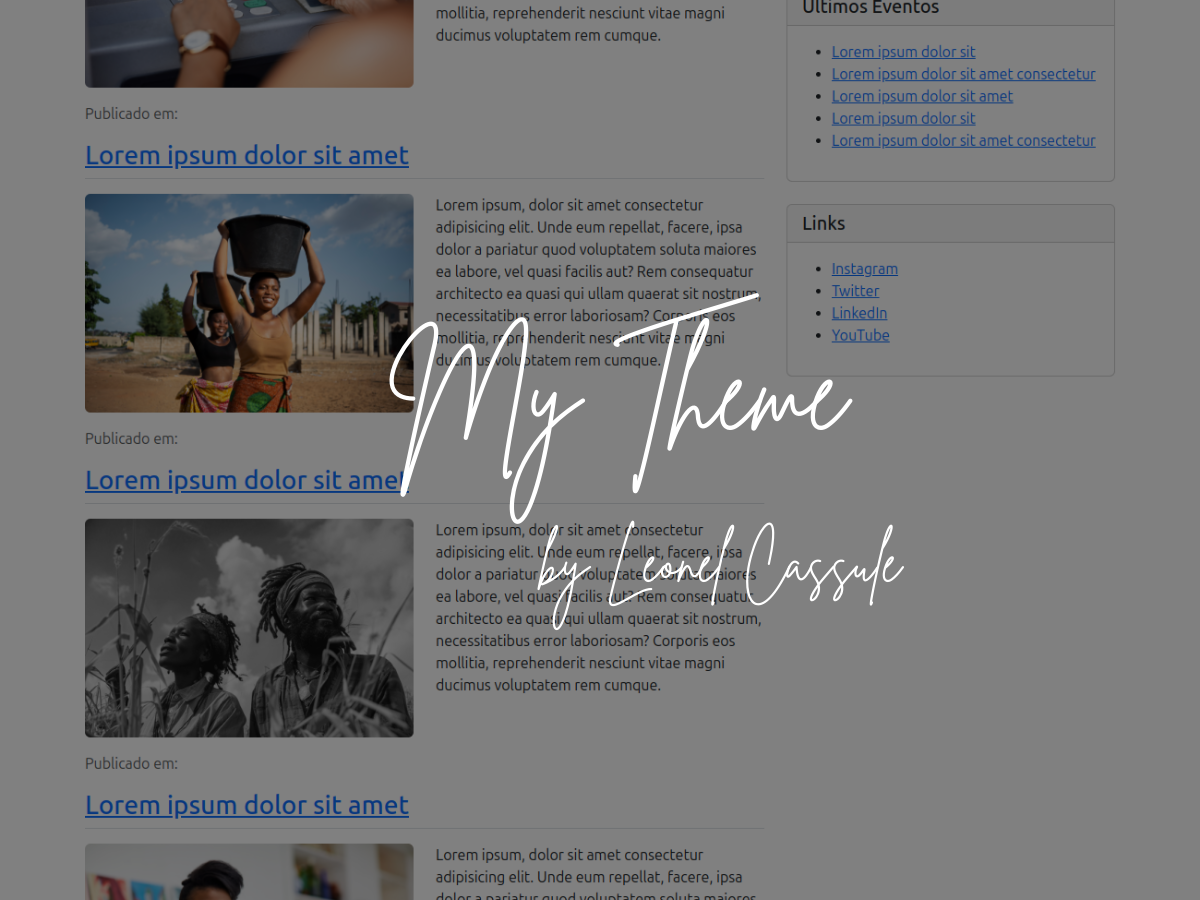 mollitia, reprehenderit nesciunt vitae magni
ducimus voluptatem rem cumque.
Publicado em:
Lorem ipsum dolor sit amet
Lorem ipsum, dolor sit amet consectetur
adipisicing elit. Unde eum repellat, facere, ipsa
dolor a pariatur quod voluptatem soluta maiores
ea labore, vel quasi facilis aut? Rem consequatur
architecto ea quasi qui ullam quaerat sit nostrum,
necessitatibus error laboriosam? Corporis eos
mollitia, reprehenderit nesciunt vitae magni
ducimus voluptatem rem cumque.
Publicado em:
Lorem ipsum dolor sit amet
Lorem ipsum, dolor sit amet consectetur
adipisicing elit. Unde eum repellat, facere, ipsa
dolor a pariatur quod voluptatem soluta maiores
ea labore, vel quasi facilis aut? Rem consequatur
architecto ea quasi qui ullam quaerat sit nostrum,
necessitatibus error laboriosam? Corporis eos
mollitia, reprehenderit nesciunt vitae magni
ducimus voluptatem rem cumque.
Publicado em:
Lorem ipsum dolor sit amet
Lorem ipsum, dolor sit amet consectetur
adipisicing elit. Unde eum repellat, facere, ipsa
dolor a pariatur quod voluptatem soluta maiores
Últimos Eventos
Lorem ipsum dolor sit
Lorem ipsum dolor sit amet consectetur
Lorem ipsum dolor sit amet
Lorem ipsum dolor sit
Lorem ipsum dolor sit amet consectetur
Links
Instagram
Twitter
LinkedIn
YouTube
My Theme
by Leonel Cassule